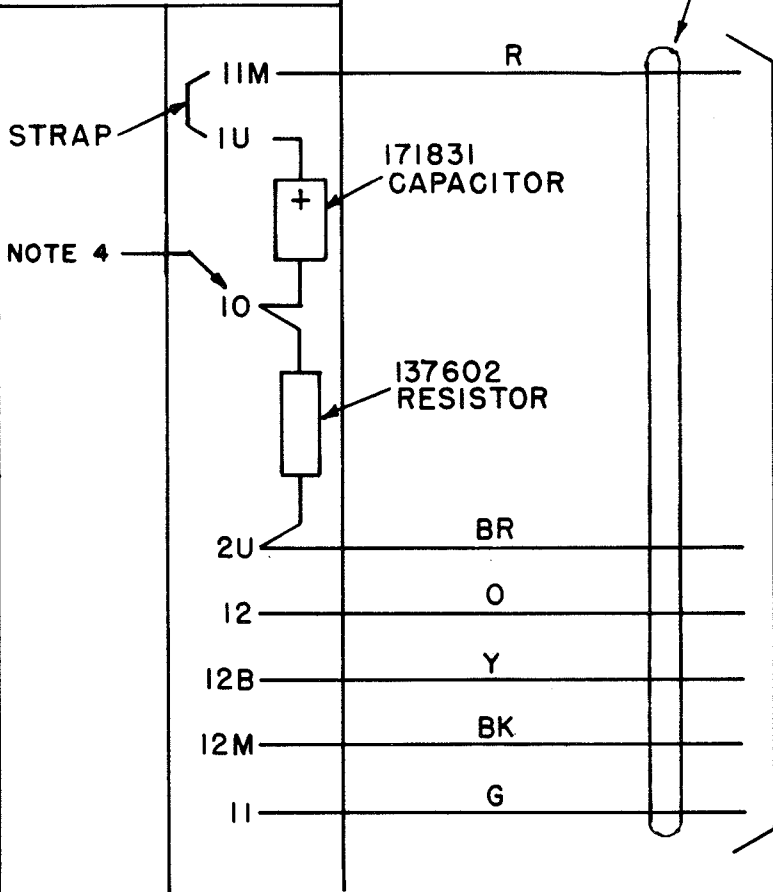 11M R
STRAP
1U
171831
CAPACITOR
+
NOTE 4
10
137602
RESISTOR
2U BR
12 O
12B Y
12M BK
11 G